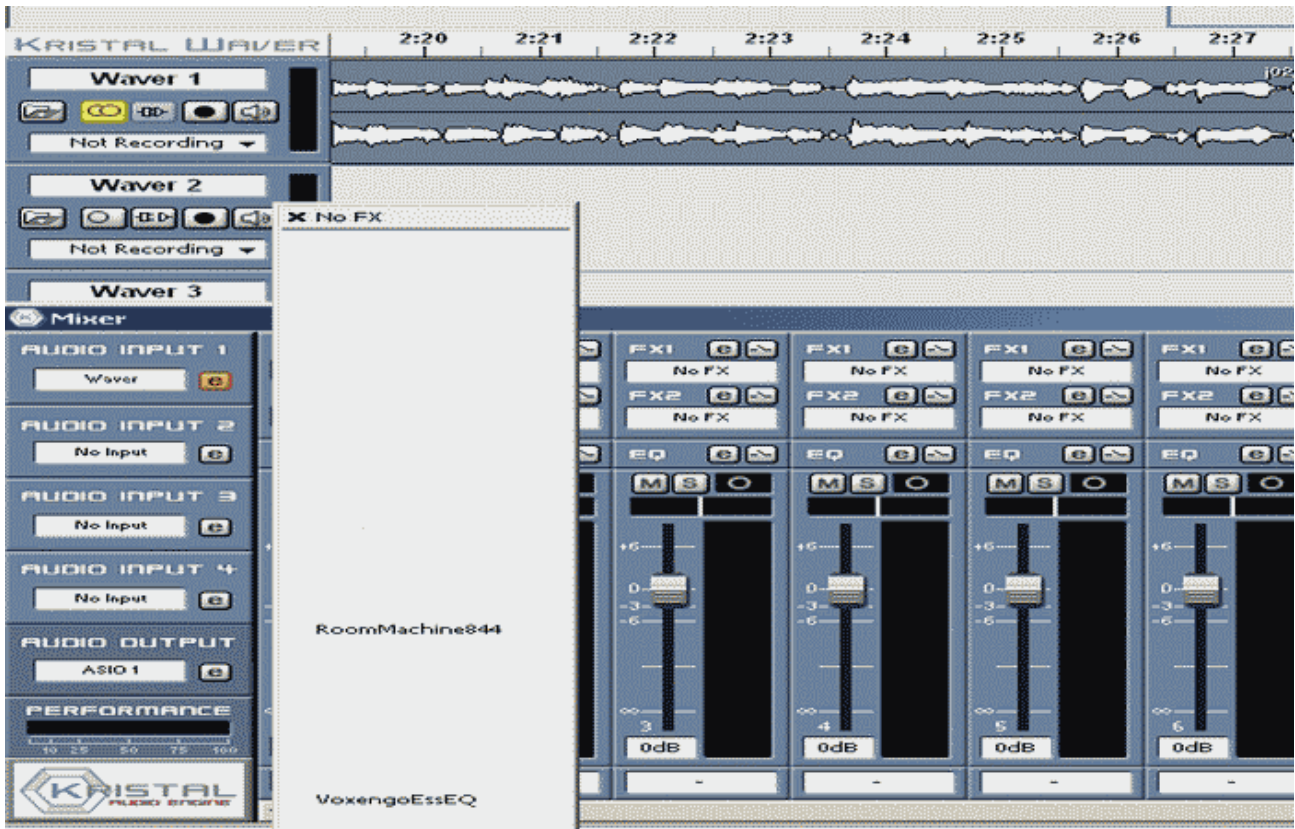 KRISTAL WAVER 2:20 2:21 2:22 2:23 2:24 2:25 2:26 2:27
Waver 1
Not Recording
Waver 2
Not Recording
× No FX
Waver 3
Mixer
AUDIO INPUT 1
Waver e
AUDIO INPUT 2
No Input e
AUDIO INPUT 3
No Input e
AUDIO INPUT 4
No Input e
AUDIO OUTPUT
ASIO 1 e
PERFORMANCE
10 25 50 75 100
KRISTAL
AUDIO ENGINE
RoomMachine844
VoxengoEssEQ
FX1 e FX1 e FX1 e FX1 e
No FX No FX No FX No FX
FX2 e FX2 e FX2 e FX2 e
No FX No FX No FX No FX
EQ e EQ e EQ e EQ e
M S M S M S M S
+6 +6 +6 +6
0 0 0 0
-3 -3 -3 -3
-6 -6 -6 -6
∞ ∞ ∞ ∞
3 4 5 6
0dB 0dB 0dB 0dB
- - - -